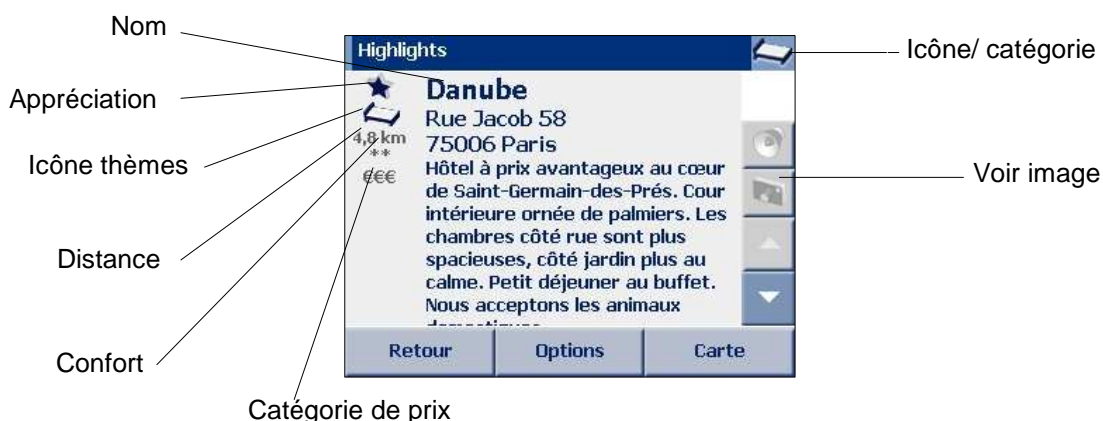 Nom
Highlights
Icône/ catégorie
Appréciation
Danube
Rue Jacob 58
4,8 km
75006 Paris
**
Icône thèmes
Hôtel à prix avantageux au cœur
€€€
Voir image
de Saint-Germain-des-Prés. Cour
intérieure ornée de palmiers. Les
chambres côté rue sont plus
Distance
spacieuses, côté jardin plus au
calme. Petit déjeuner au buffet.
Nous acceptons les animaux
Retour
Options
Carte
Confort
Catégorie de prix